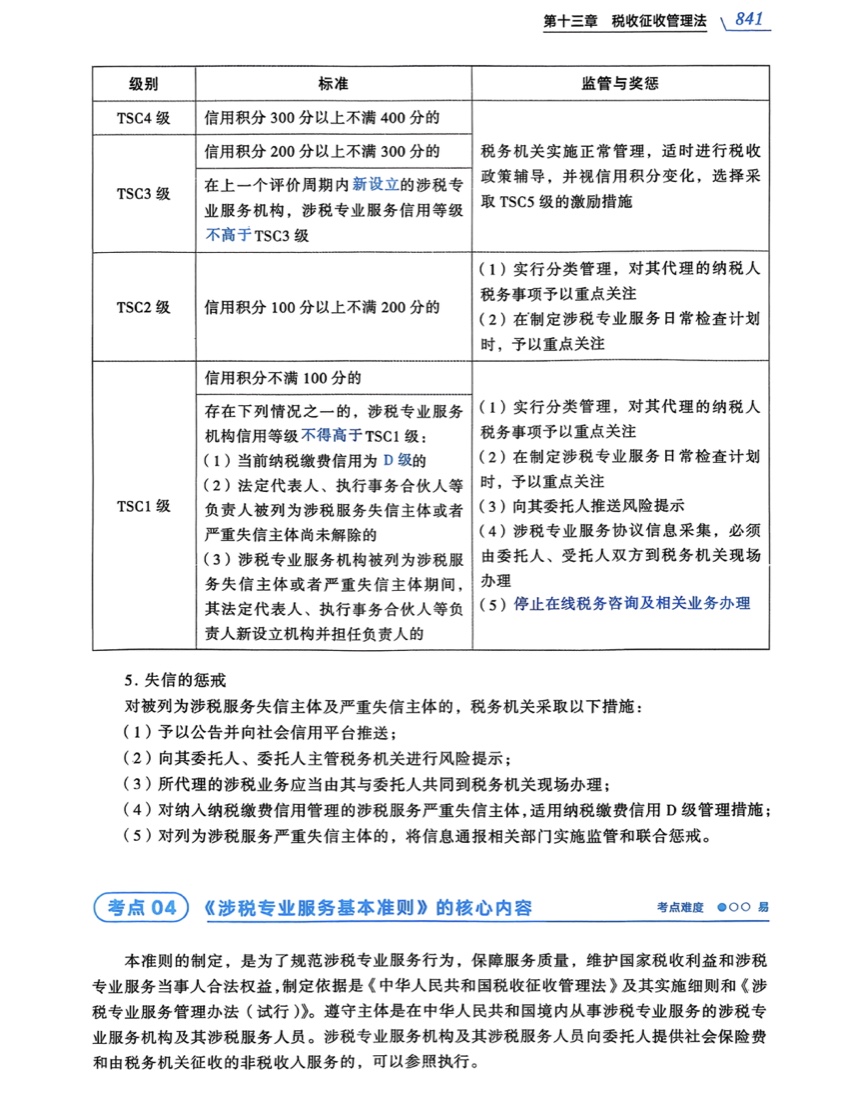 第十三章 税收征收管理法 841
级别 标准 监管与奖惩
TSC4 级
信用积分 300 分以上不满 400 分的
TSC3 级
信用积分 200 分以上不满 300 分的
在上一个评价周期内新设立的涉税专
业服务机构，涉税专业服务信用等级
不高于 TSC3 级
税务机关实施正常管理，适时进行税收
政策辅导，并视信用积分变化，选择采
取 TSC5 级的激励措施
TSC2 级
信用积分 100 分以上不满 200 分的
（1）实行分类管理，对其代理的纳税人
税务事项予以重点关注
（2）在制定涉税专业服务日常检查计划
时，予以重点关注
TSC1 级
信用积分不满 100 分的
存在下列情况之一的，涉税专业服务
机构信用等级不得高于 TSC1 级：
（1）当前纳税缴费信用为 D 级的
（2）法定代表人、执行事务合伙人等
负责人被列为涉税服务失信主体或者
严重失信主体尚未解除的
（3）涉税专业服务机构被列为涉税服
务失信主体或者严重失信主体期间，
其法定代表人、执行事务合伙人等负
责人新设立机构并担任负责人的
（1）实行分类管理，对其代理的纳税人
税务事项予以重点关注
（2）在制定涉税专业服务日常检查计划
时，予以重点关注
（3）向其委托人推送风险提示
（4）涉税专业服务协议信息采集，必须
由委托人、受托人双方到税务机关现场
办理
（5）停止在线税务咨询及相关业务办理
5. 失信的惩戒
对被列为涉税服务失信主体及严重失信主体的，税务机关采取以下措施：
（1）予以公告并向社会信用平台推送；
（2）向其委托人、委托人主管税务机关进行风险提示；
（3）所代理的涉税业务应当由其与委托人共同到税务机关现场办理；
（4）对纳入纳税缴费信用管理的涉税服务严重失信主体，适用纳税缴费信用 D 级管理措施；
（5）对列为涉税服务严重失信主体的，将信息通报相关部门实施监管和联合惩戒。
考点 04 《涉税专业服务基本准则》的核心内容 考点难度 易
本准则的制定，是为了规范涉税专业服务行为，保障服务质量，维护国家税收利益和涉税
专业服务当事人合法权益，制定依据是《中华人民共和国税收征收管理法》及其实施细则和《涉
税专业服务管理办法（试行）》。遵守主体是在中华人民共和国境内从事涉税专业服务的涉税专
业服务机构及其涉税服务人员。涉税专业服务机构及其涉税服务人员向委托人提供社会保险费
和由税务机关征收的非税收入服务的，可以参照执行。